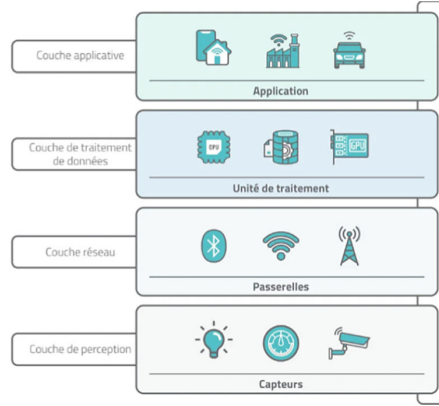 Couche applicative
Application
Couche de traitement
de données
CPU
GPU
Unité de traitement
Couche réseau
Passerelles
Couche de perception
Capteurs